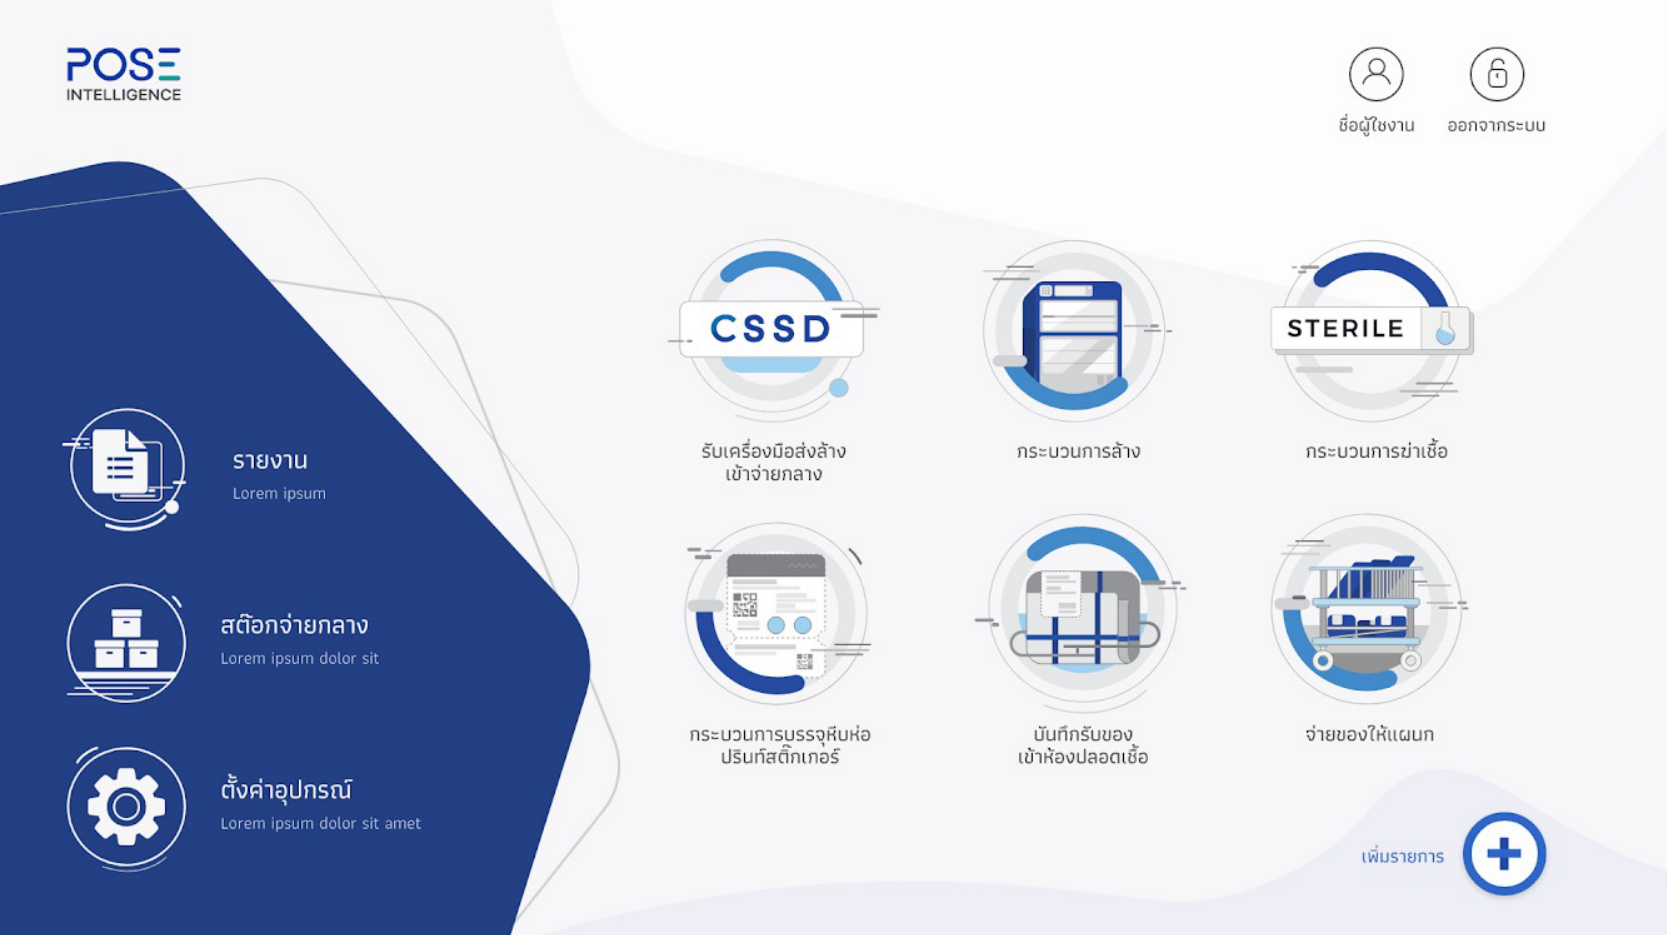 POSE
INTELLIGENCE
ชื่อผู้ใช้งาน
ออกจากระบบ
CSSD
STERILE
รับเครื่องมือส่งล้าง
เข้าจ่ายกลาง
กระบวนการล้าง
กระบวนการฆ่าเชื้อ
รายงาน
Lorem ipsum
สต๊อกจ่ายกลาง
Lorem ipsum dolor sit
ตั้งค่าอุปกรณ์
Lorem ipsum dolor sit amet
กระบวนการบรรจุหีบห่อ
ปรินท์สติ๊กเกอร์
บันทึกรับของ
เข้าห้องปลอดเชื้อ
จ่ายของให้แผนก
เพิ่มรายการ